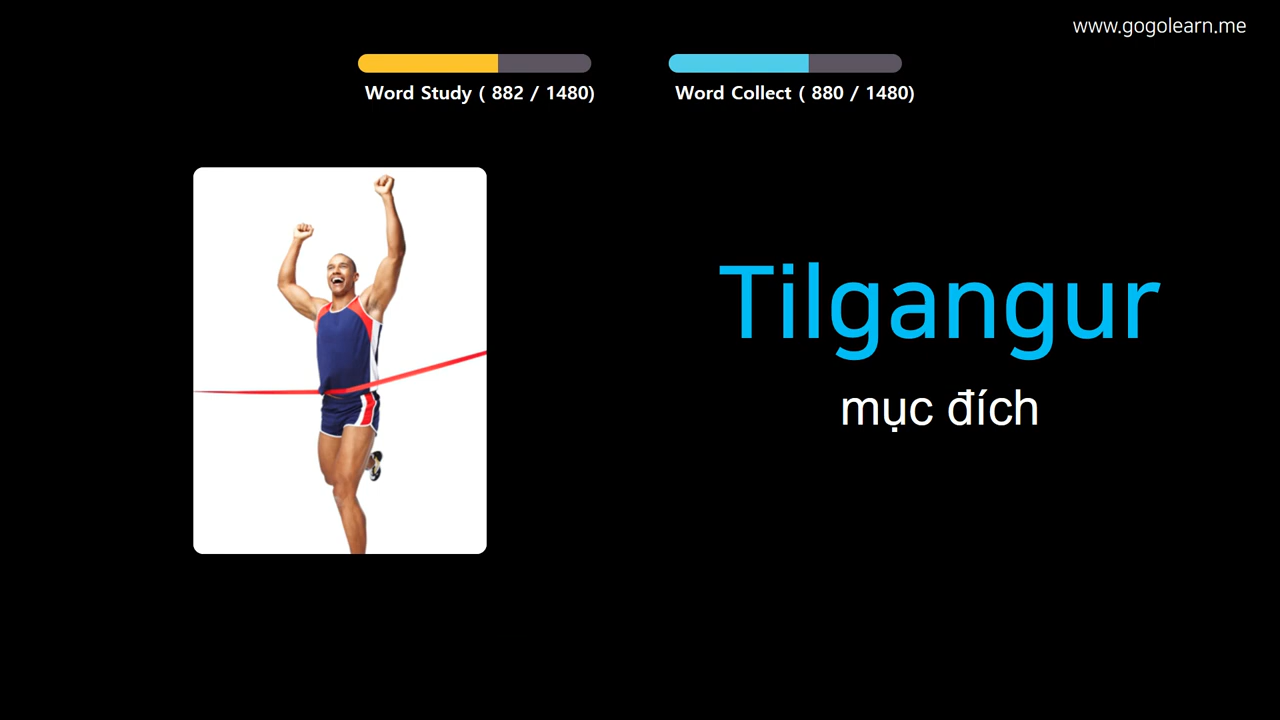 www.gogolearn.me
Word Study ( 882 / 1480)
Word Collect ( 880 / 1480)
Tilgangur
mục đích